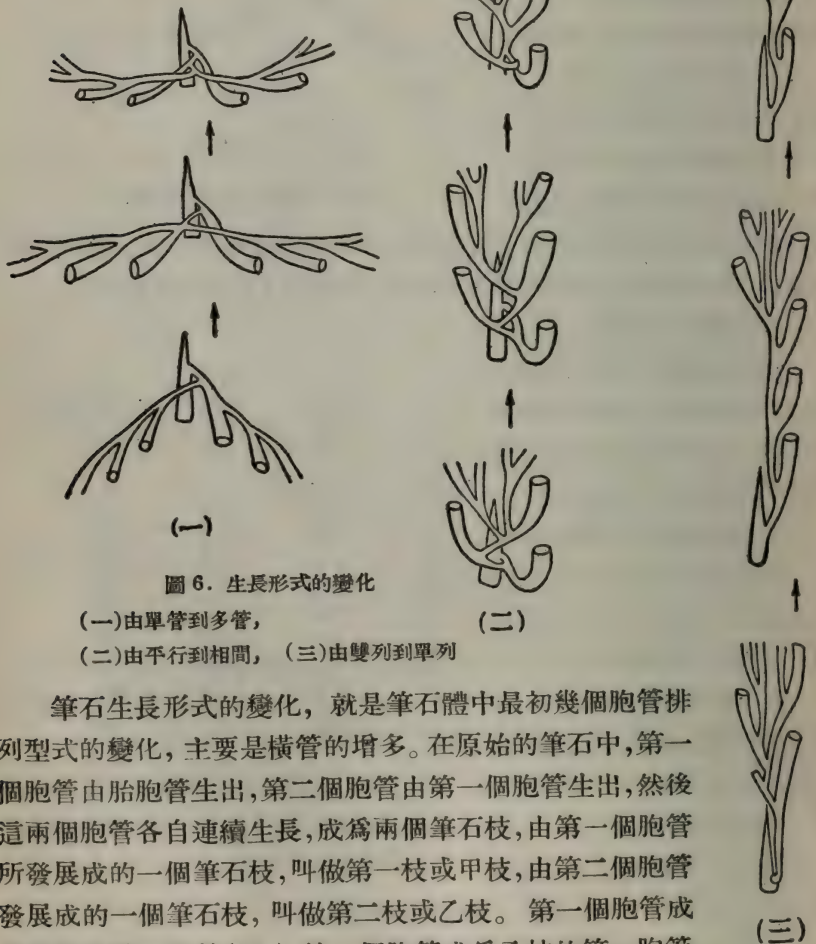 (一)
圖 6. 生長形式的變化
(一)由單管到多管,
(二)
(二)由平行到相間, (三)由雙列到單列
筆石生長形式的變化, 就是筆石體中最初幾個胞管排
列型式的變化, 主要是橫管的增多。在原始的筆石中, 第一
個胞管由胎胞管生出, 第二個胞管由第一個胞管生出, 然後
這兩個胞管各自連續生長, 成爲兩個筆石枝, 由第一個胞管
所發展成的一個筆石枝, 叫做第一枝或甲枝, 由第二個胞管
發展成的一個筆石枝, 叫做第二枝或乙枝。 第一個胞管成
(三)